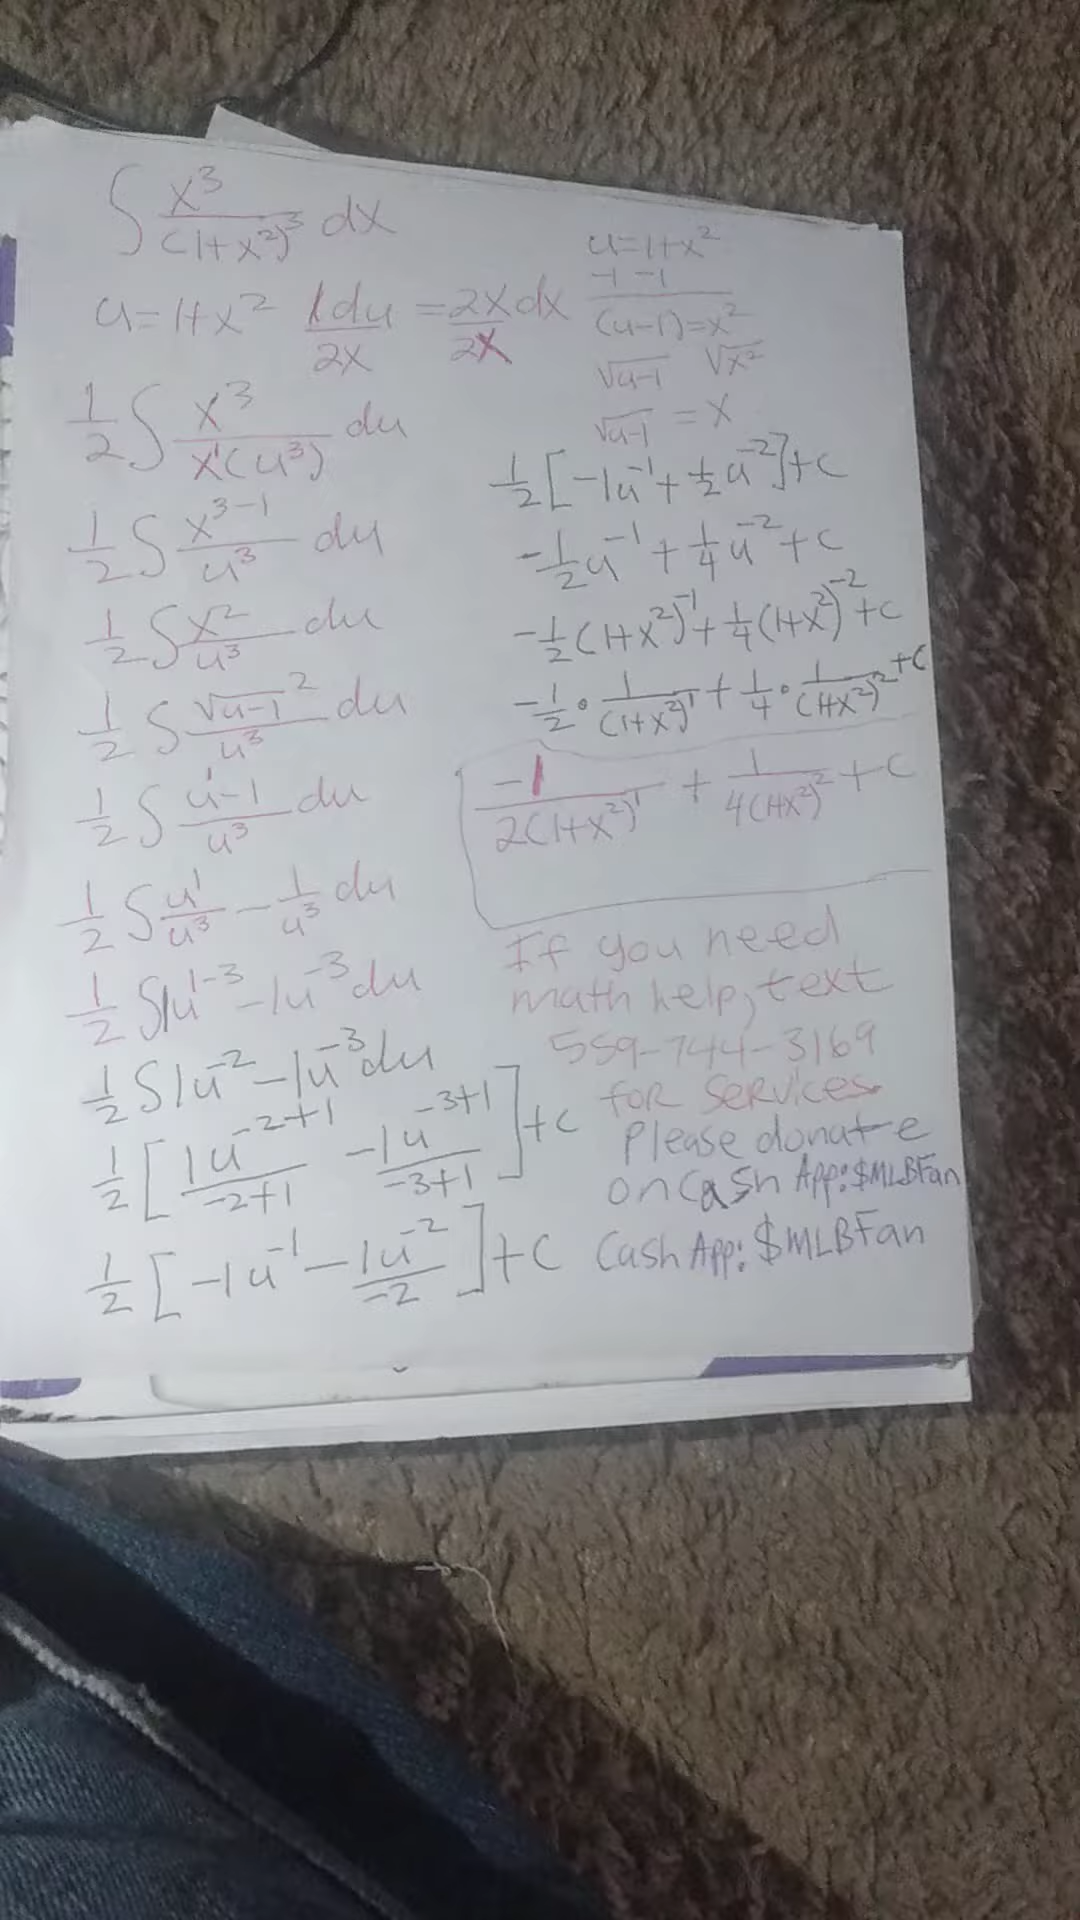 ∫ x³/(1+x²)³ dx
u=1+x²  1du/2x = 2xdx/2x
1/2 ∫ x³/x¹(u³) du
1/2 ∫ x³⁻¹/u³ du
1/2 ∫ x²/u³ du
1/2 ∫ √u-1²/u³ du
1/2 ∫ u¹-1/u³ du
1/2 ∫ u¹/u³ - 1/u³ du
1/2 ∫ 1u¹⁻³ - 1u⁻³ du
1/2 ∫ 1u⁻² - 1u⁻³ du
1/2 [1u⁻²⁺¹/-2+1 -1u⁻³⁺¹/-3+1] + C
1/2 [-1u⁻¹ - 1u⁻²/-2] + C
u=1+x²
-1 -1
(u-1)=x²
√u-1 √x²
√u-1 = x
1/2 [-1u⁻¹ + 1/2 u⁻²] + C
-1/2 u⁻¹ + 1/4 u⁻² + C
-1/2 (1+x²)⁻¹ + 1/4 (1+x²)⁻² + C
-1/2 • 1/(1+x²)¹ + 1/4 • 1/(1+x²)² + C
-1/2(1+x²)¹ + 1/4(1+x²)² + C
If you need
math help, text
559-744-3169
for services
Please donate
on Cash App: $MLBFan
Cash App: $MLBFan